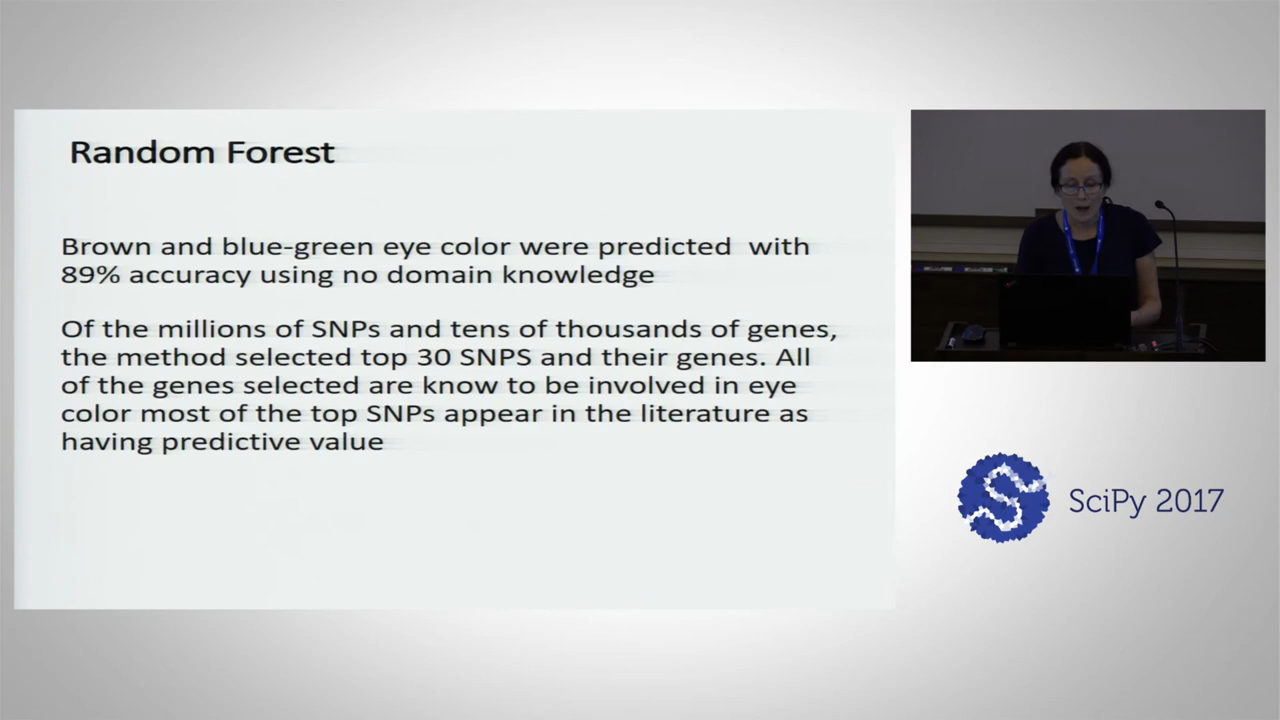 Random Forest
Brown and blue-green eye color were predicted with
89% accuracy using no domain knowledge
Of the millions of SNPs and tens of thousands of genes,
the method selected top 30 SNPS and their genes. All
of the genes selected are know to be involved in eye
color most of the top SNPs appear in the literature as
having predictive value
SciPy 2017